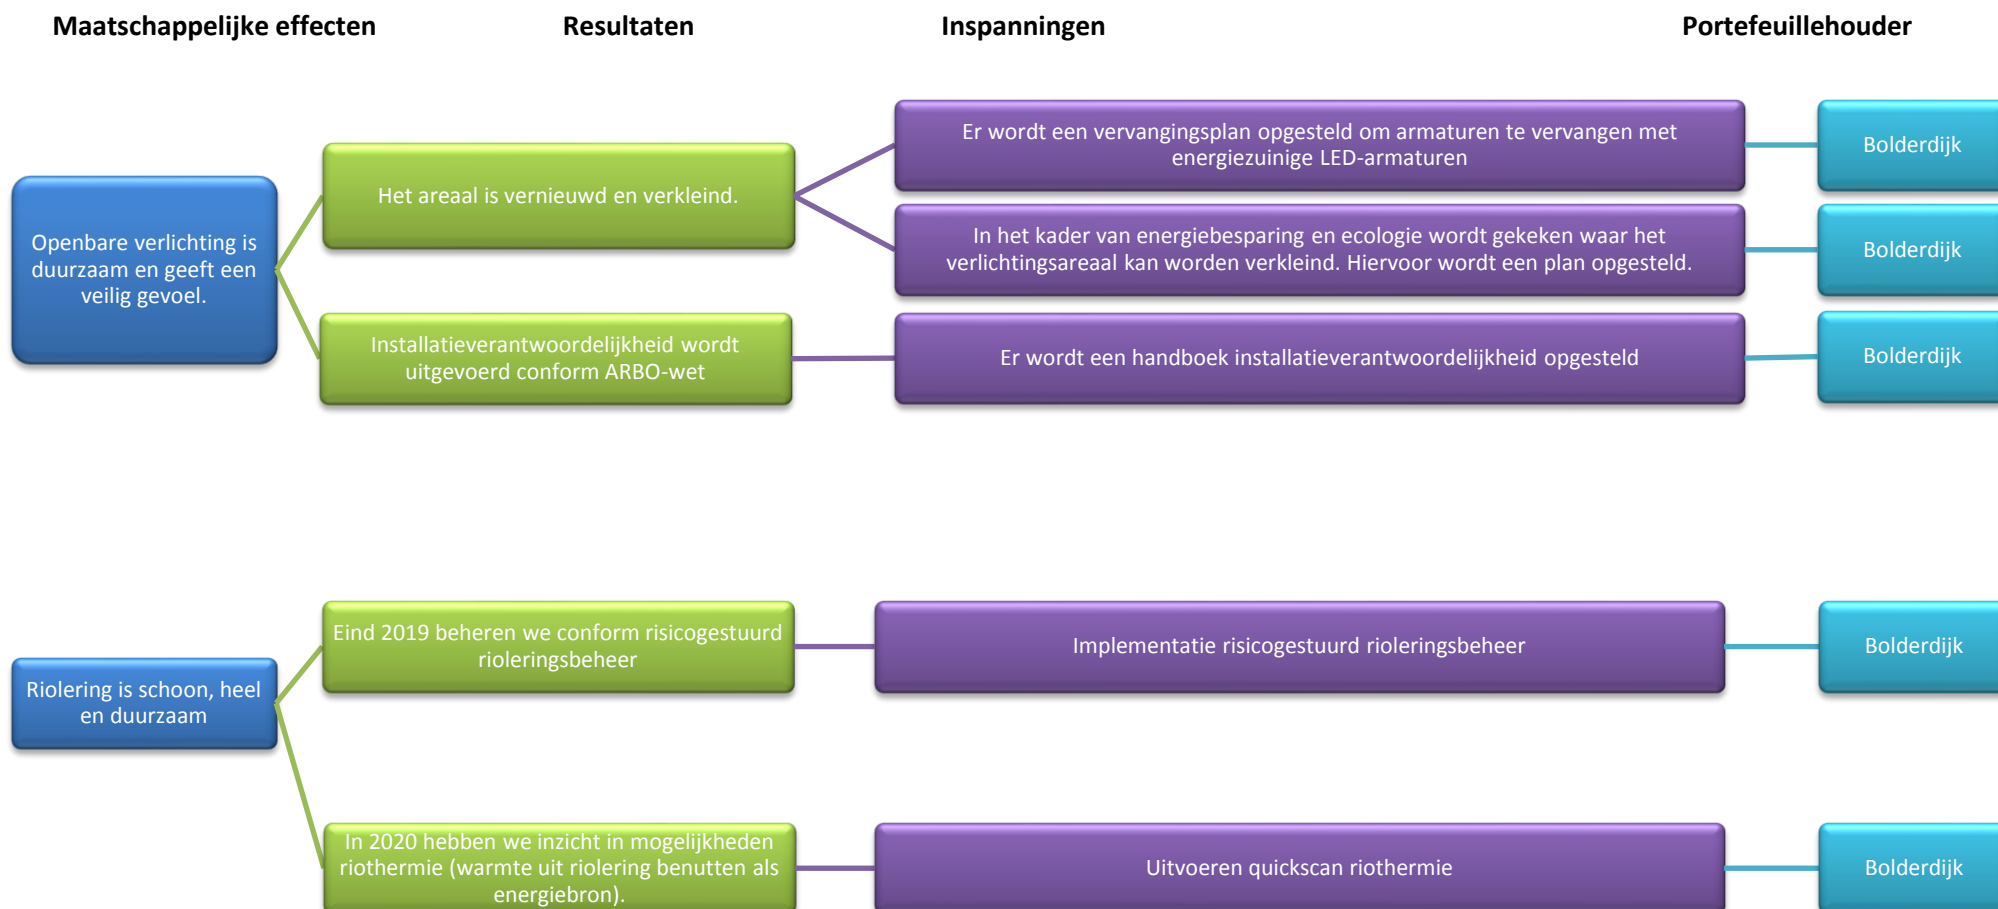 Maatschappelijke effecten
Resultaten
Inspanningen
Portefeuillehouder
Openbare verlichting is
duurzaam en geeft een
veilig gevoel.
Het areaal is vernieuwd en verkleind.
Er wordt een vervangingsplan opgesteld om armaturen te vervangen met
energiezuinige LED-armaturen
Bolderdijk
In het kader van energiebesparing en ecologie wordt gekeken waar het
verlichtingsareaal kan worden verkleind. Hiervoor wordt een plan opgesteld.
Bolderdijk
Installatieverantwoordelijkheid wordt
uitgevoerd conform ARBO-wet
Er wordt een handboek installatieverantwoordelijkheid opgesteld
Bolderdijk
Riolering is schoon, heel
en duurzaam
Eind 2019 beheren we conform risicogestuurd
rioleringsbeheer
Implementatie risicogestuurd rioleringsbeheer
Bolderdijk
In 2020 hebben we inzicht in mogelijkheden
riothermie (warmte uit riolering benutten als
energiebron).
Uitvoeren quickscan riothermie
Bolderdijk